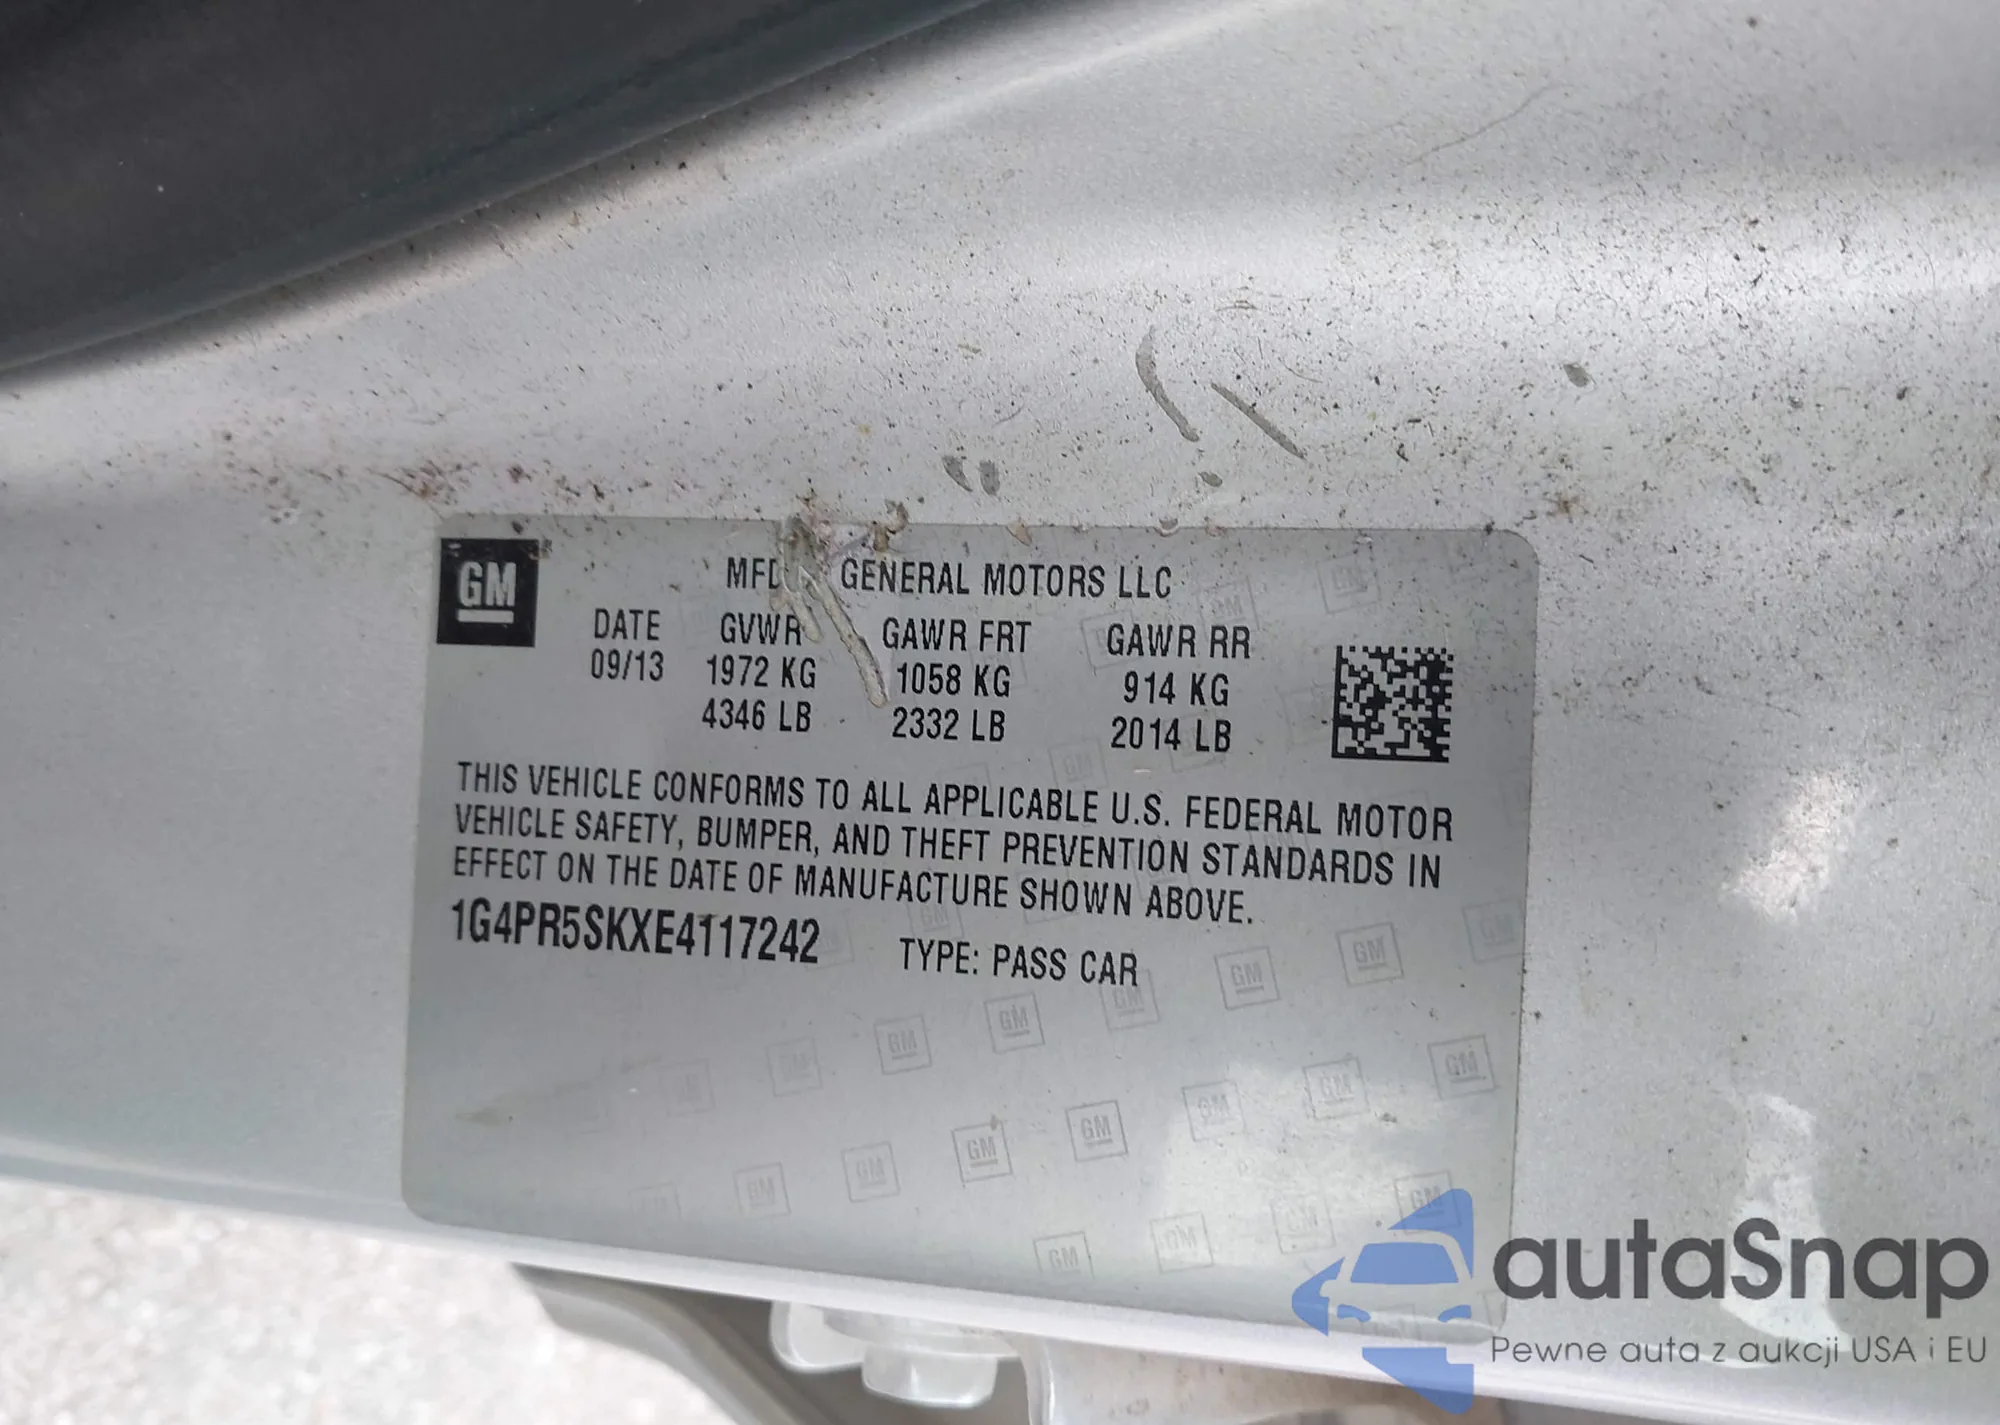 GM
MFD GENERAL MOTORS LLC
DATE GVWR GAWR FRT GAWR RR
09/13 1972 KG 1058 KG 914 KG
4346 LB 2332 LB 2014 LB
THIS VEHICLE CONFORMS TO ALL APPLICABLE U.S. FEDERAL MOTOR
VEHICLE SAFETY, BUMPER, AND THEFT PREVENTION STANDARDS IN
EFFECT ON THE DATE OF MANUFACTURE SHOWN ABOVE.
1G4PR5SKXE4117242 TYPE: PASS CAR
autaSnap
Pewne auta z aukcji USA i EU